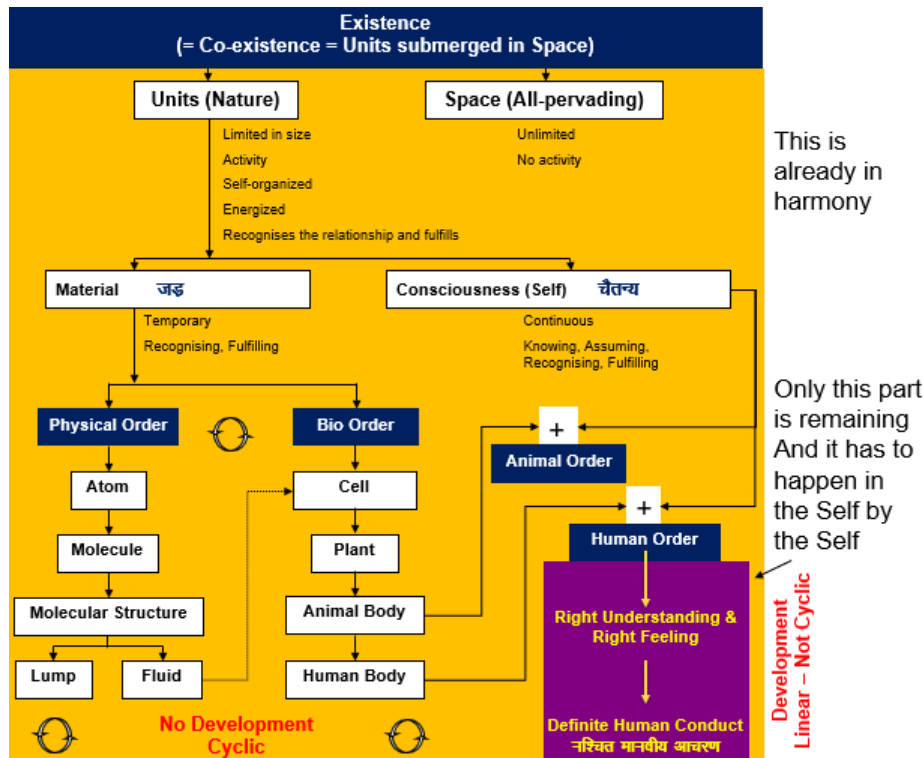 Existence
(= Co-existence = Units submerged in Space)
Units (Nature)
Space (All-pervading)
Limited in size
Activity
Self-organized
Energized
Recognises the relationship and fulfills
Unlimited
No activity
This is
already in
harmony
Material जड़
Consciousness (Self) चैतन्य
Temporary
Recognising, Fulfilling
Continuous
Knowing, Assuming,
Recognising, Fulfilling
Physical Order
Bio Order
+
Animal Order
Only this part
is remaining
And it has to
happen in
the Self by
the Self
Atom
Cell
+
Human Order
Molecule
Plant
Molecular Structure
Animal Body
Right Understanding &
Right Feeling
Lump
Fluid
Human Body
No Development
Cyclic
Definite Human Conduct
नश्चित मानवीय आचरण
Development
Linear – Not Cyclic